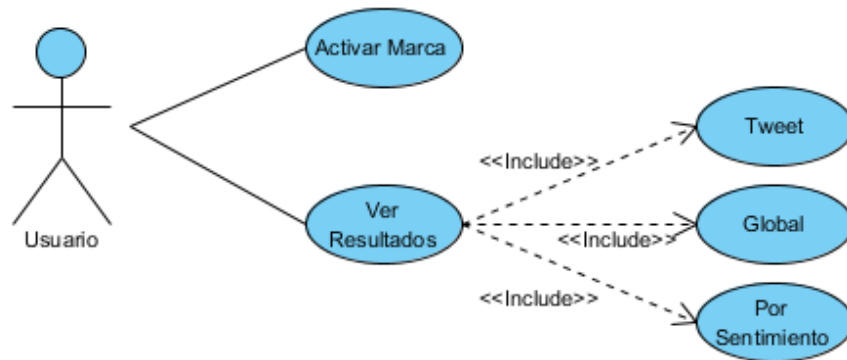 Activar Marca
Tweet
<<Include>>
Ver
Resultados
Global
Usuario
<<Include>>
<<Include>>
Por
Sentimiento